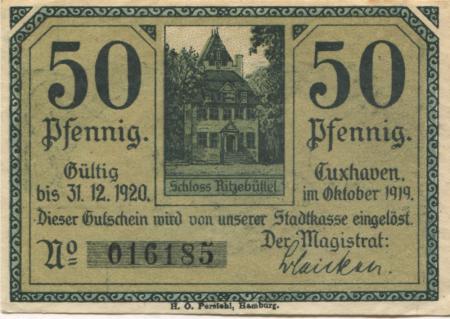 50 50
Pfennig. Pfennig.
Gültig
bis 31. 12. 1920.
Schloss Ritzebüttel
Cuxhaven,
im Oktober 1919.
Dieser Gutschein wird von unserer Stadtkasse eingelöst.
Nº 016185
Der Magistrat:
H. O. Persiehl, Hamburg.